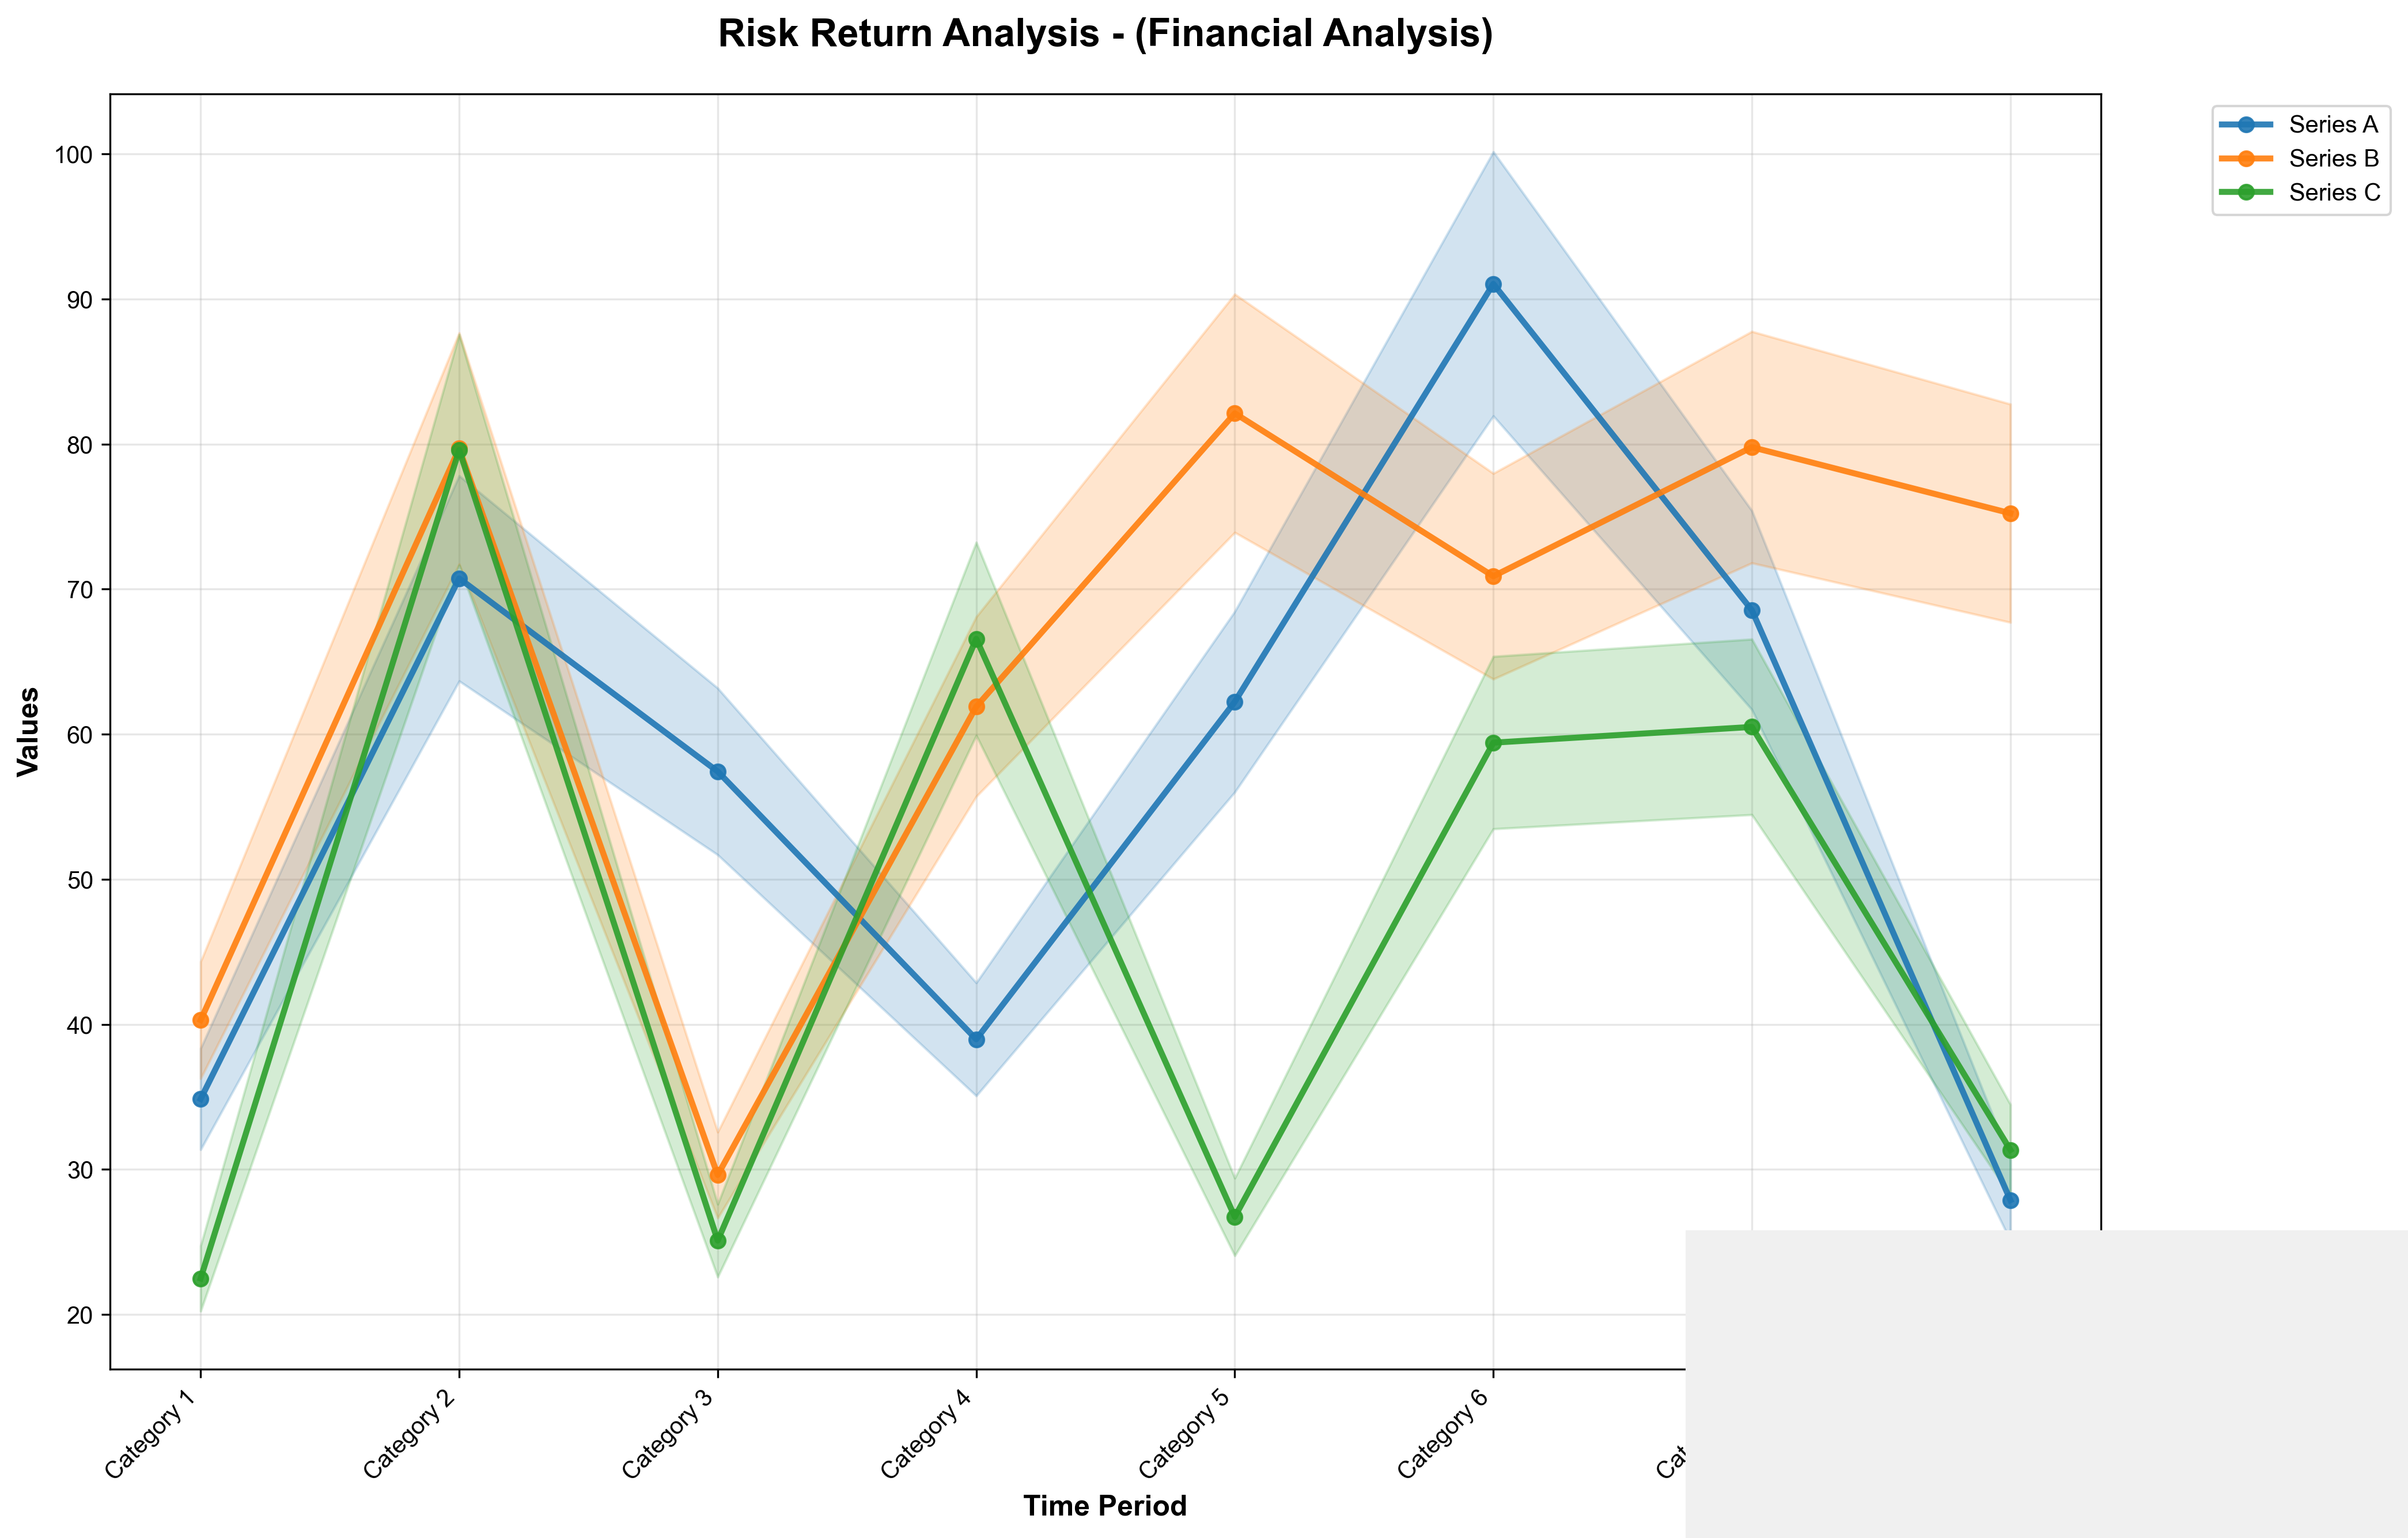 Risk Return Analysis - (Financial Analysis)
Series A
Series B
Series C
Values
100
90
80
70
60
50
40
30
20
Category 1
Category 2
Category 3
Category 4
Category 5
Category 6
Time Period